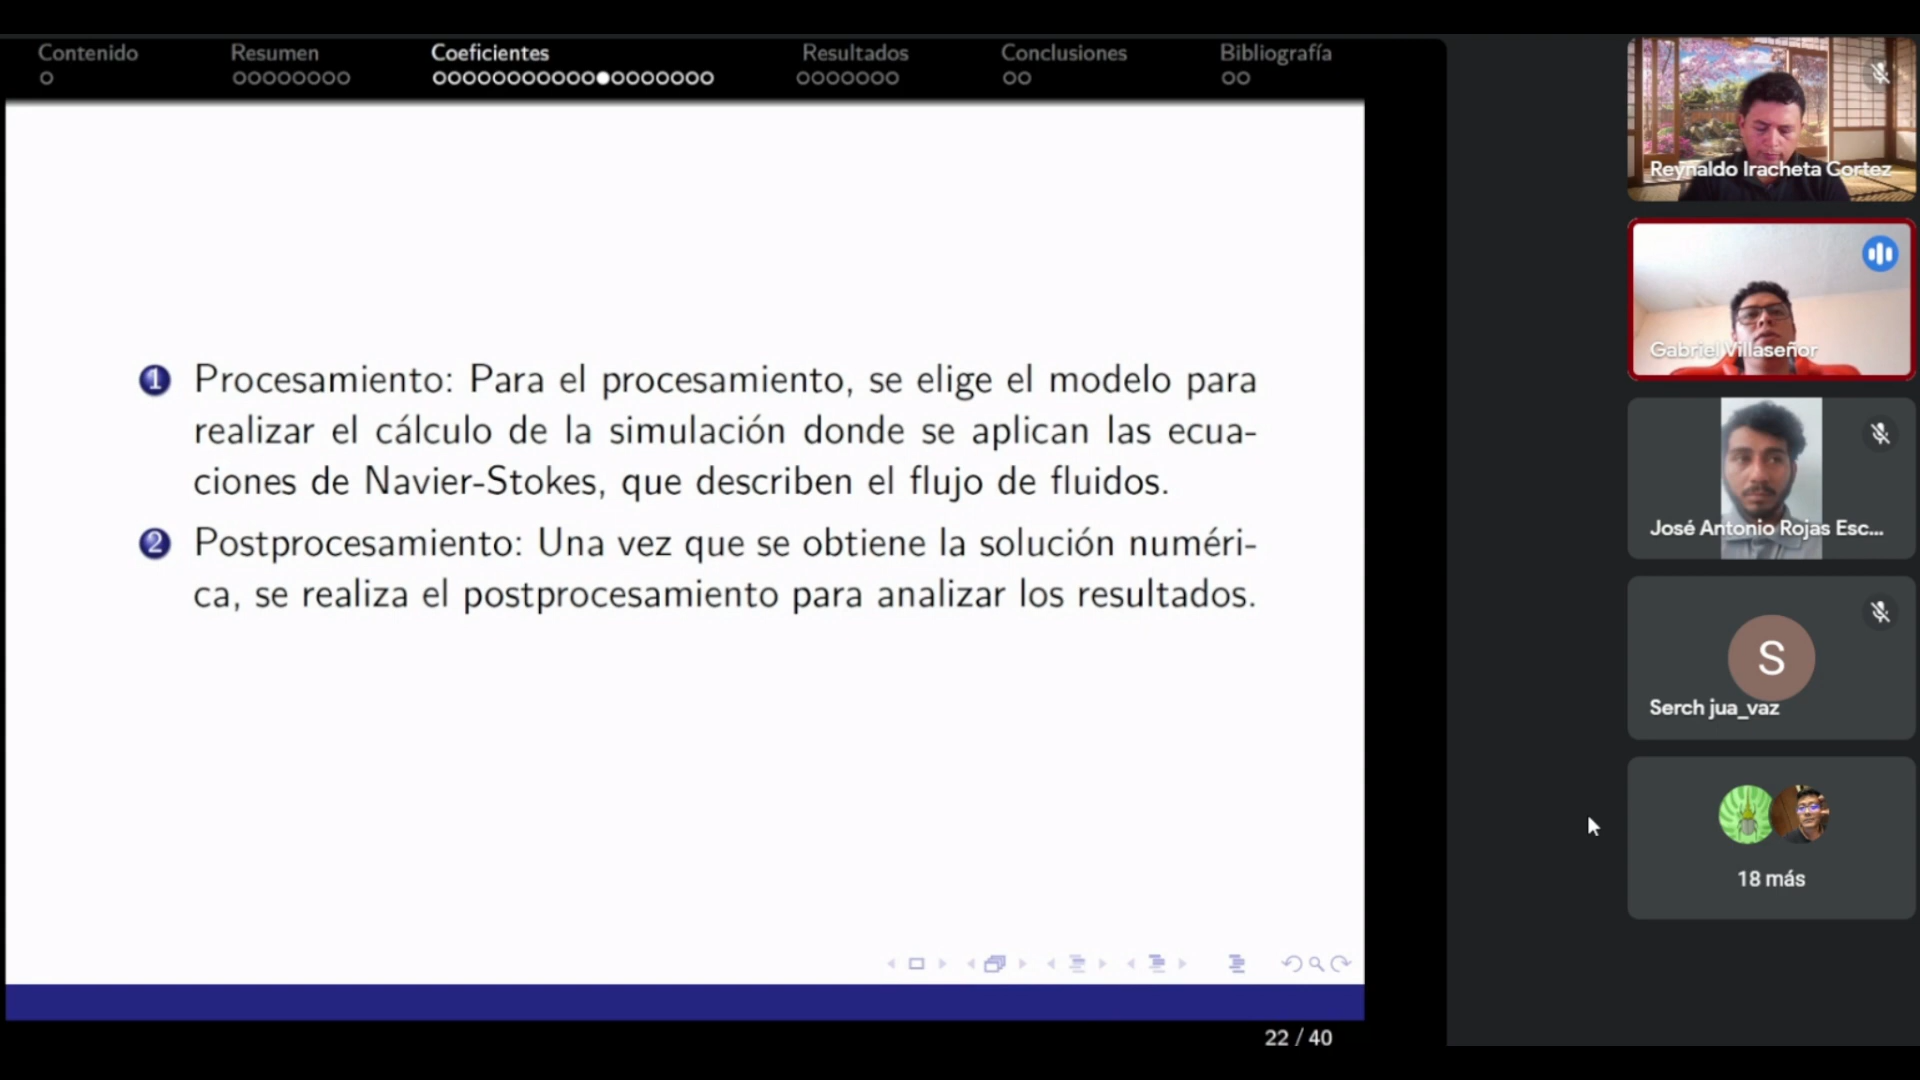 Contenido
Resumen
Coeficientes
Resultados
Conclusiones
Bibliografía
1 Procesamiento: Para el procesamiento, se elige el modelo para
realizar el cálculo de la simulación donde se aplican las ecua-
ciones de Navier-Stokes, que describen el flujo de fluidos.
2 Postprocesamiento: Una vez que se obtiene la solución numéri-
ca, se realiza el postprocesamiento para analizar los resultados.
22 / 40
Reynaldo Iracheta Cortez
Gabriel Villaseñor
José Antonio Rojas Esc...
S
Serch jua_vaz
18 más